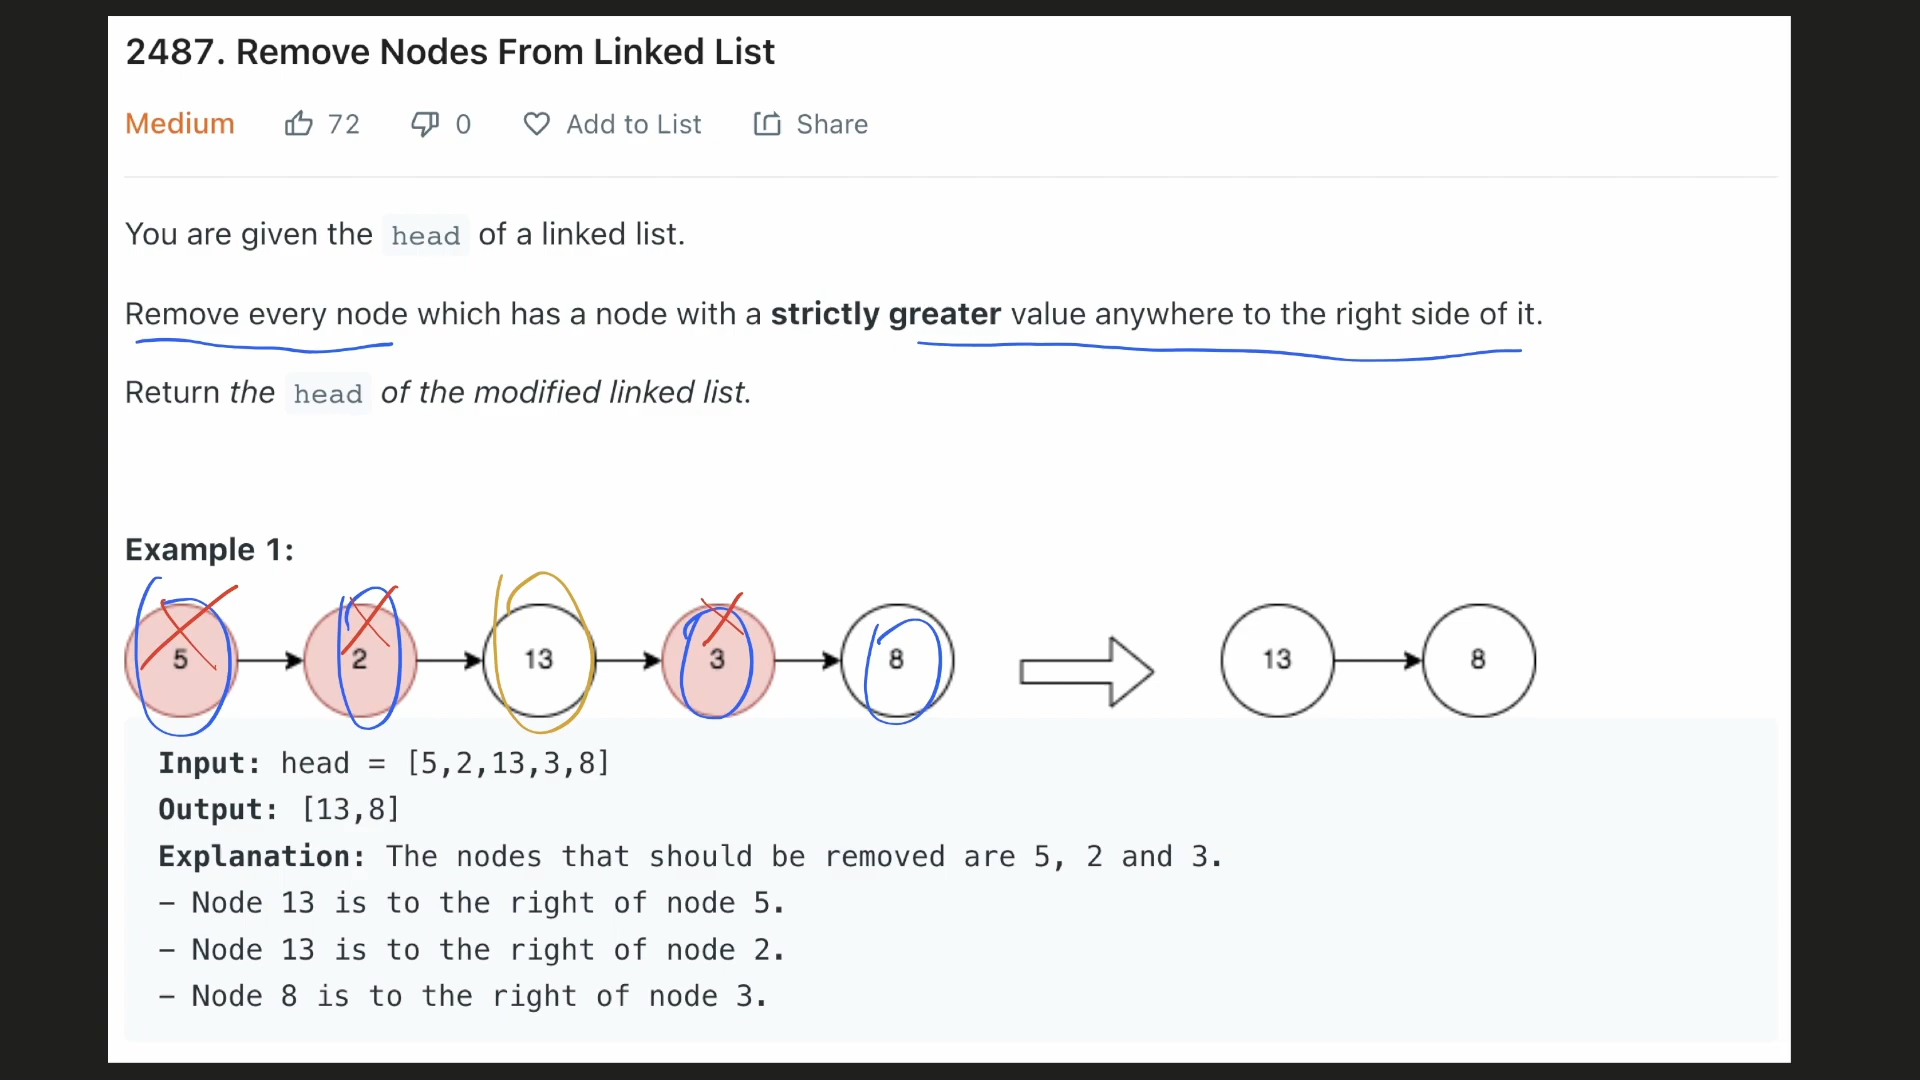 2487. Remove Nodes From Linked List
Medium 72 0 Add to List Share
You are given the head of a linked list.
Remove every node which has a node with a strictly greater value anywhere to the right side of it.
Return the head of the modified linked list.
Example 1:
5 2 13 3 8 13 8
Input: head = [5,2,13,3,8]
Output: [13,8]
Explanation: The nodes that should be removed are 5, 2 and 3.
- Node 13 is to the right of node 5.
- Node 13 is to the right of node 2.
- Node 8 is to the right of node 3.